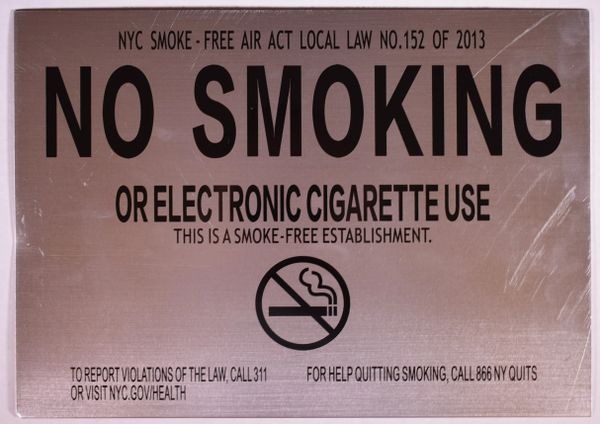 NYC SMOKE - FREE AIR ACT LOCAL LAW NO.152 OF 2013
NO SMOKING
OR ELECTRONIC CIGARETTE USE
THIS IS A SMOKE-FREE ESTABLISHMENT.
TO REPORT VIOLATIONS OF THE LAW, CALL 311
OR VISIT NYC.GOV/HEALTH
FOR HELP QUITTING SMOKING, CALL 866 NY QUITS